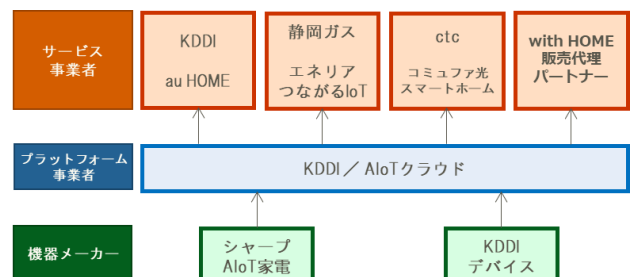 サービス
事業者
KDDI
au HOME
静岡ガス
エネリア
つながるIoT
ctc
コミュファ光
スマートホーム
with HOME
販売代理
パートナー
プラットフォーム
事業者
KDDI／AIoTクラウド
機器メーカー
シャープ
AIoT家電
KDDI
デバイス